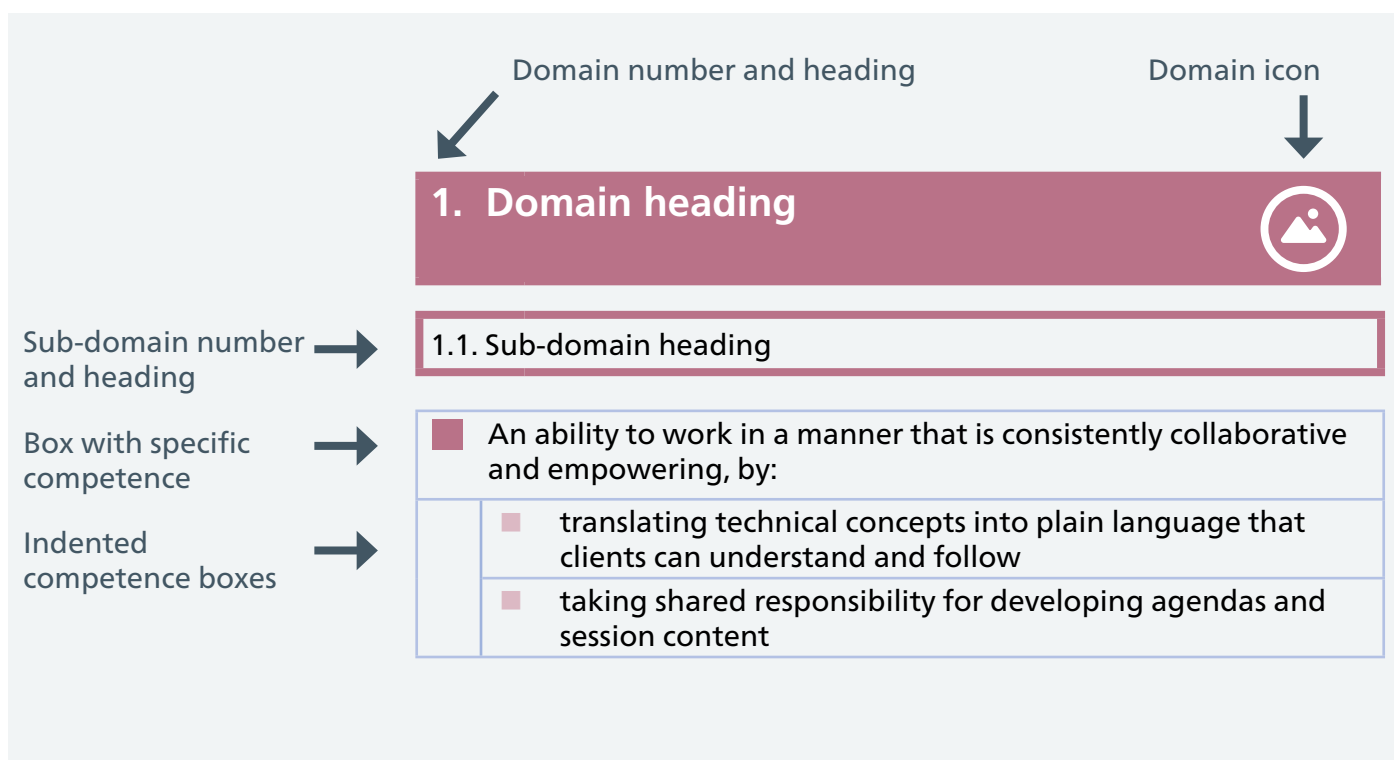 Domain number and heading
Domain icon
1. Domain heading
Sub-domain number
and heading
1.1. Sub-domain heading
Box with specific
competence
An ability to work in a manner that is consistently collaborative
and empowering, by:
Indented
competence boxes
translating technical concepts into plain language that
clients can understand and follow
taking shared responsibility for developing agendas and
session content